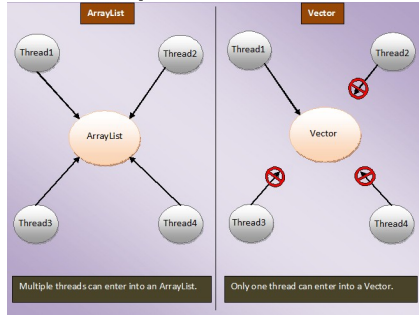 ArrayList
Thread1
Thread2
ArrayList
Thread3
Thread4
Multiple threads can enter into an ArrayList.
Vector
Thread1
Thread2
Vector
Thread3
Thread4
Only one thread can enter into a Vector.